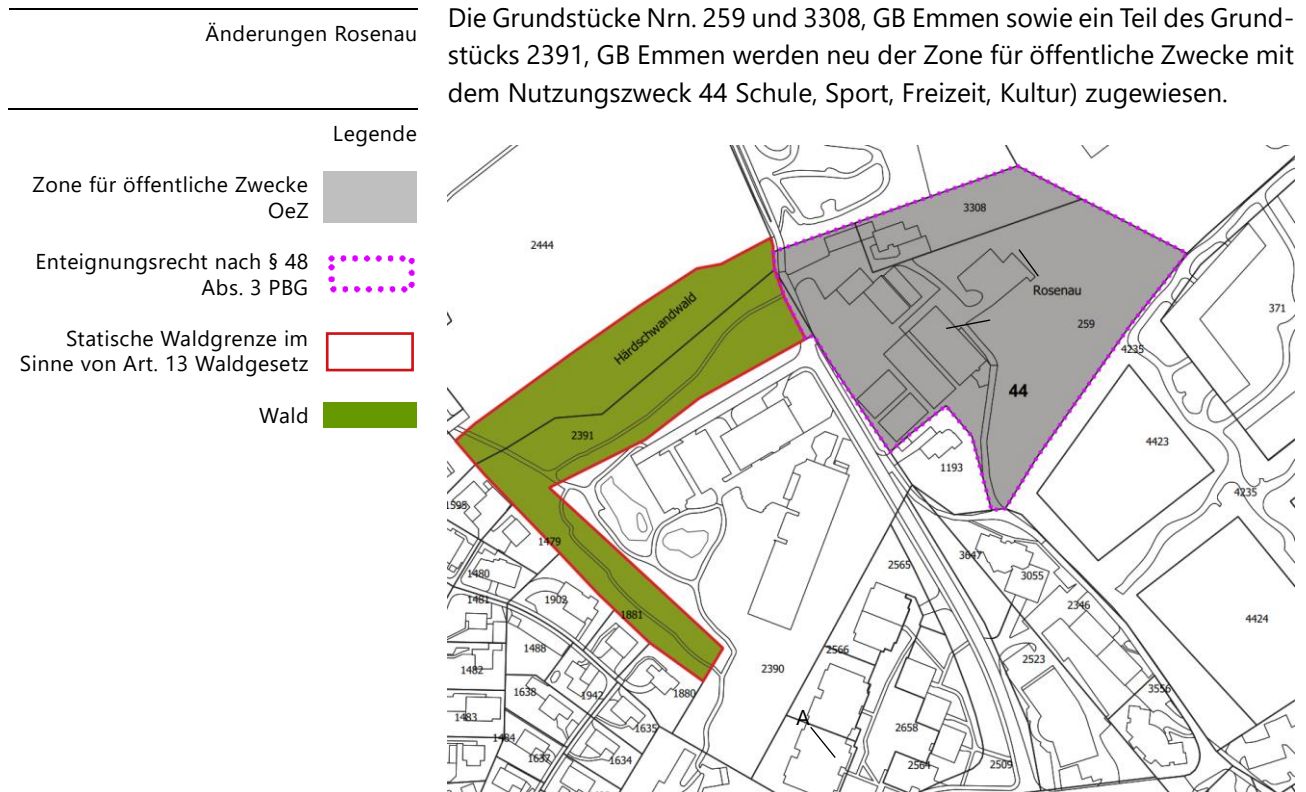 Änderungen Rosenau
Die Grundstücke Nrn. 259 und 3308, GB Emmen sowie ein Teil des Grund-
stücks 2391, GB Emmen werden neu der Zone für öffentliche Zwecke mit
dem Nutzungszweck 44 Schule, Sport, Freizeit, Kultur) zugewiesen.
Legende
Zone für öffentliche Zwecke
OeZ
Enteignungsrecht nach § 48
Abs. 3 PBG
Statische Waldgrenze im
Sinne von Art. 13 Waldgesetz
Wald
3308
2444
Rosenau
Härdschwandwald
371
259
4235
44
2391
4423
1193
4235
1595
1479
3647
2565
3055
1480
1481
1902
1881
2346
4424
1488
2566
2523
1482
2390
1638
1942
1880
3556
1483
A
1635
2658
1484
1637
1634
2564
2509